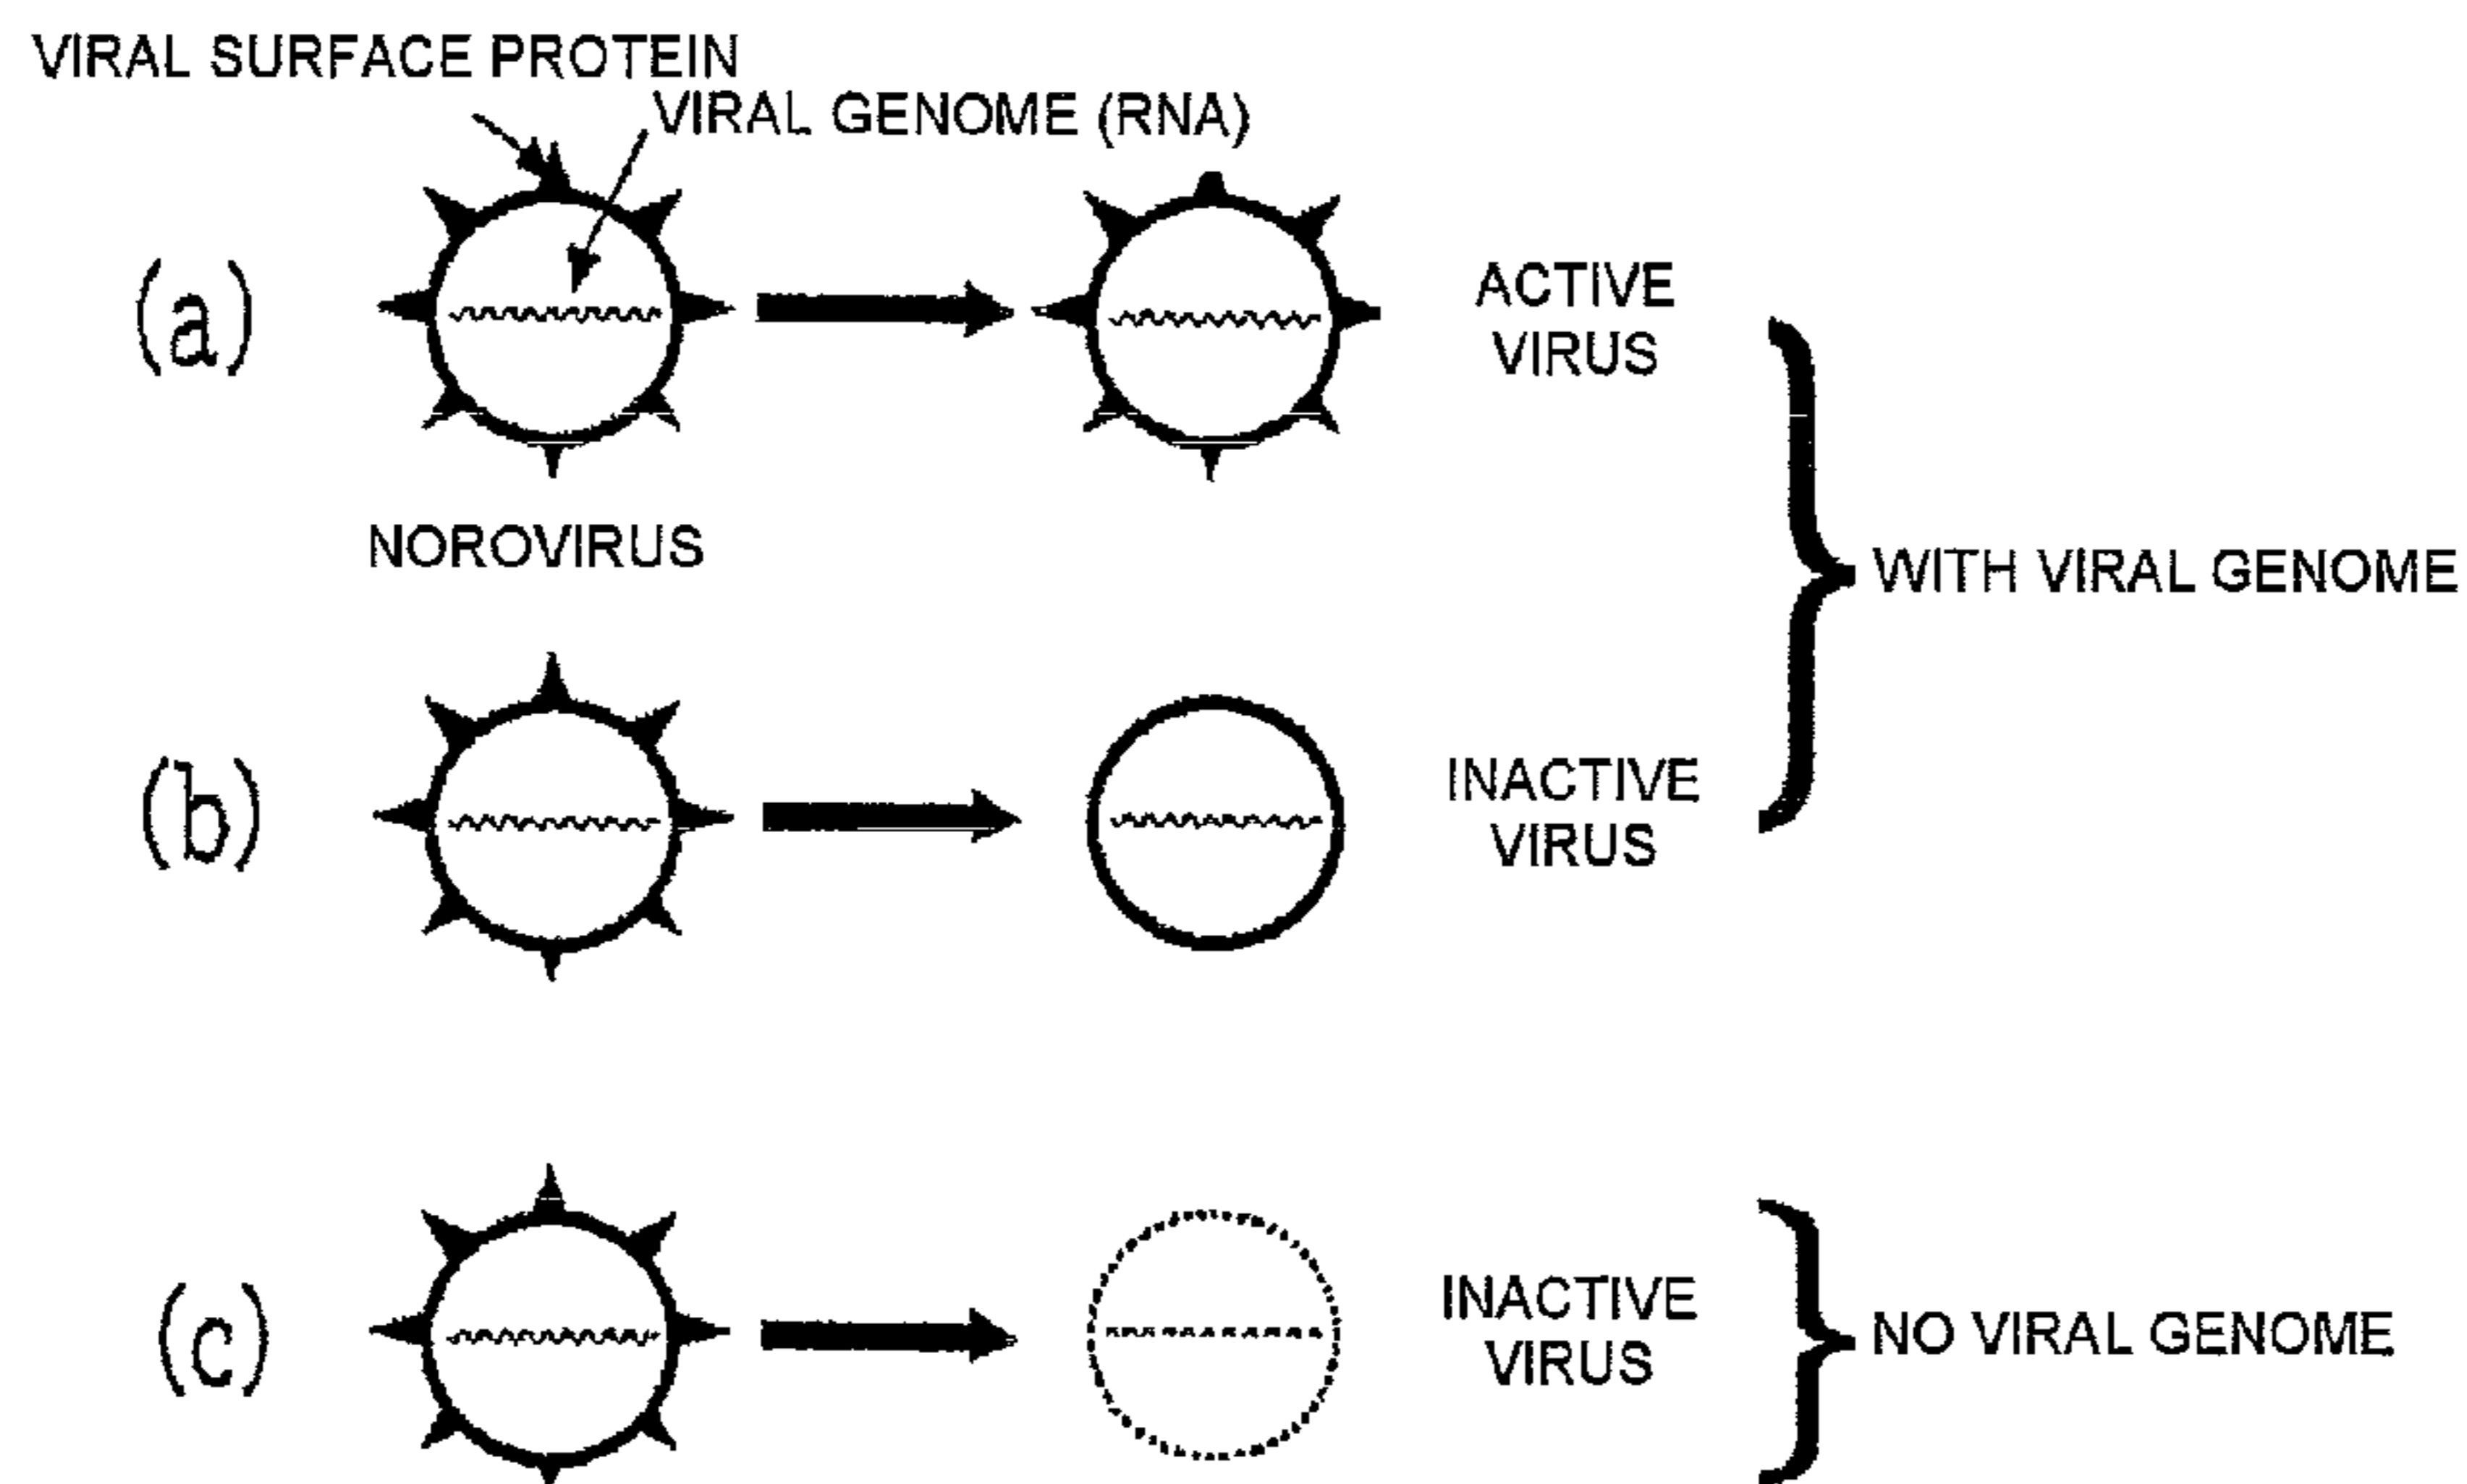 VIRAL SURFACE PROTEIN
VIRAL GENOME (RNA)
(a)
ACTIVE
VIRUS
NOROVIRUS
WITH VIRAL GENOME
(b)
INACTIVE
VIRUS
(c)
INACTIVE
VIRUS
NO VIRAL GENOME